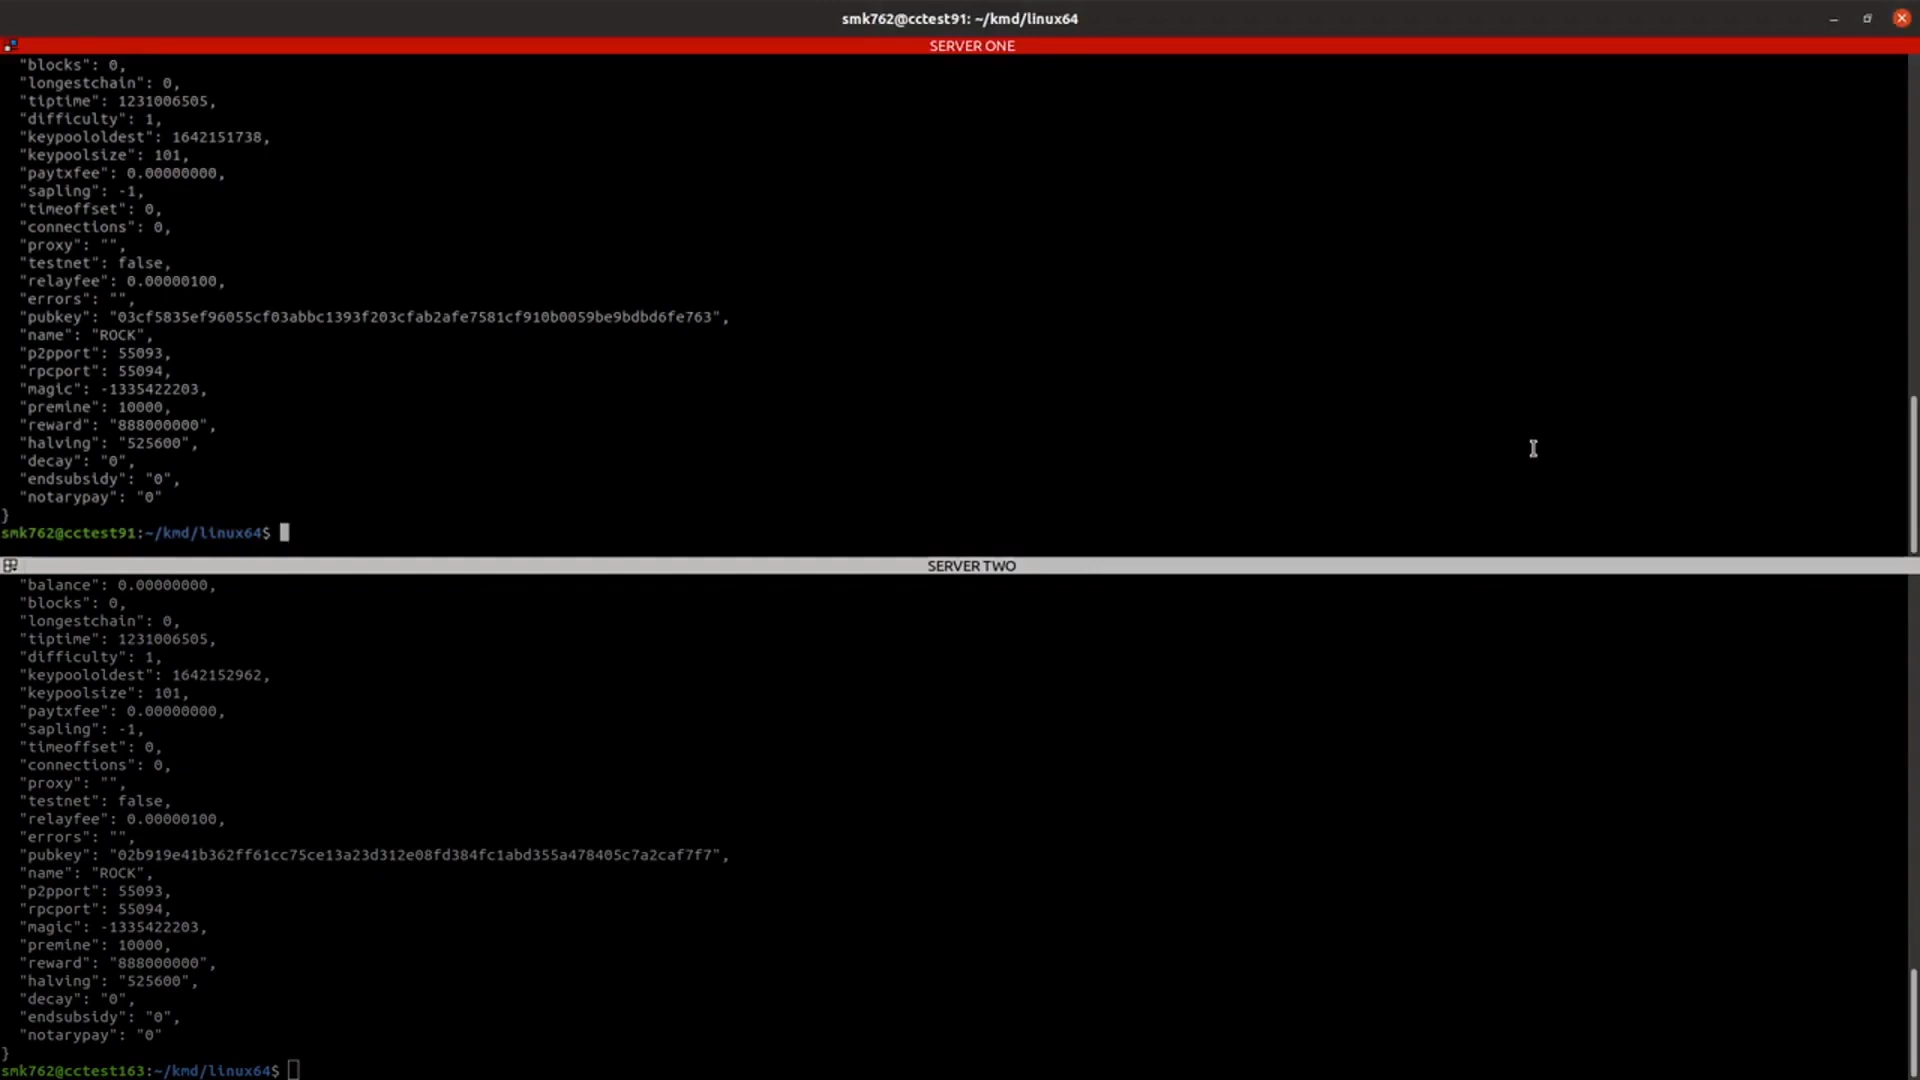 smk762@cctest91: ~/kmd/linux64
SERVER ONE
"blocks": 0,
"longestchain": 0,
"tiptime": 1231006505,
"difficulty": 1,
"keypoololdest": 1642151738,
"keypoolsize": 101,
"paytxfee": 0.00000000,
"sapling": -1,
"timeoffset": 0,
"connections": 0,
"proxy": "",
"testnet": false,
"relayfee": 0.00000100,
"errors": "",
"pubkey": "03cf5835ef96055cf03abbc1393f203cfab2afe7581cf910b0059be9bdbd6fe763",
"name": "ROCK",
"p2pport": 55093,
"rpcport": 55094,
"magic": -1335422203,
"premine": 10000,
"reward": "888000000",
"halving": "525600",
"decay": "0",
"endsubsidy": "0",
"notarypay": "0"
}
smk762@cctest91:~/kmd/linux64$
SERVER TWO
"balance": 0.00000000,
"blocks": 0,
"longestchain": 0,
"tiptime": 1231006505,
"difficulty": 1,
"keypoololdest": 1642152962,
"keypoolsize": 101,
"paytxfee": 0.00000000,
"sapling": -1,
"timeoffset": 0,
"connections": 0,
"proxy": "",
"testnet": false,
"relayfee": 0.00000100,
"errors": "",
"pubkey": "02b919e41b362ff61cc75ce13a23d312e08fd384fc1abd355a478405c7a2caf7f7",
"name": "ROCK",
"p2pport": 55093,
"rpcport": 55094,
"magic": -1335422203,
"premine": 10000,
"reward": "888000000",
"halving": "525600",
"decay": "0",
"endsubsidy": "0",
"notarypay": "0"
}
smk762@cctest163:~/kmd/linux64$